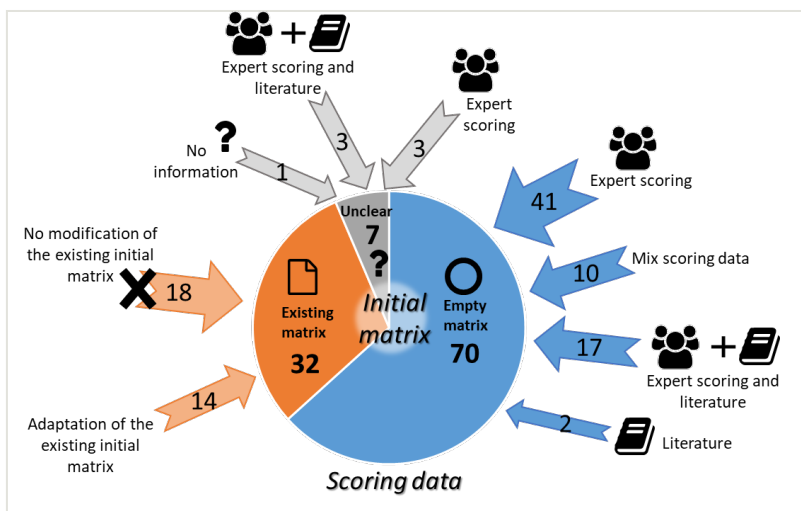 Expert scoring and
literature
3
Expert
scoring
3
No
information
?
1
Expert scoring
41
Unclear
7
?
No modification of
the existing initial
matrix
18
10
Mix scoring data
Existing
matrix
32
Initial
matrix
Empty
matrix
70
17
Expert scoring and
literature
14
Adaptation of the
existing initial
matrix
2
Literature
Scoring data